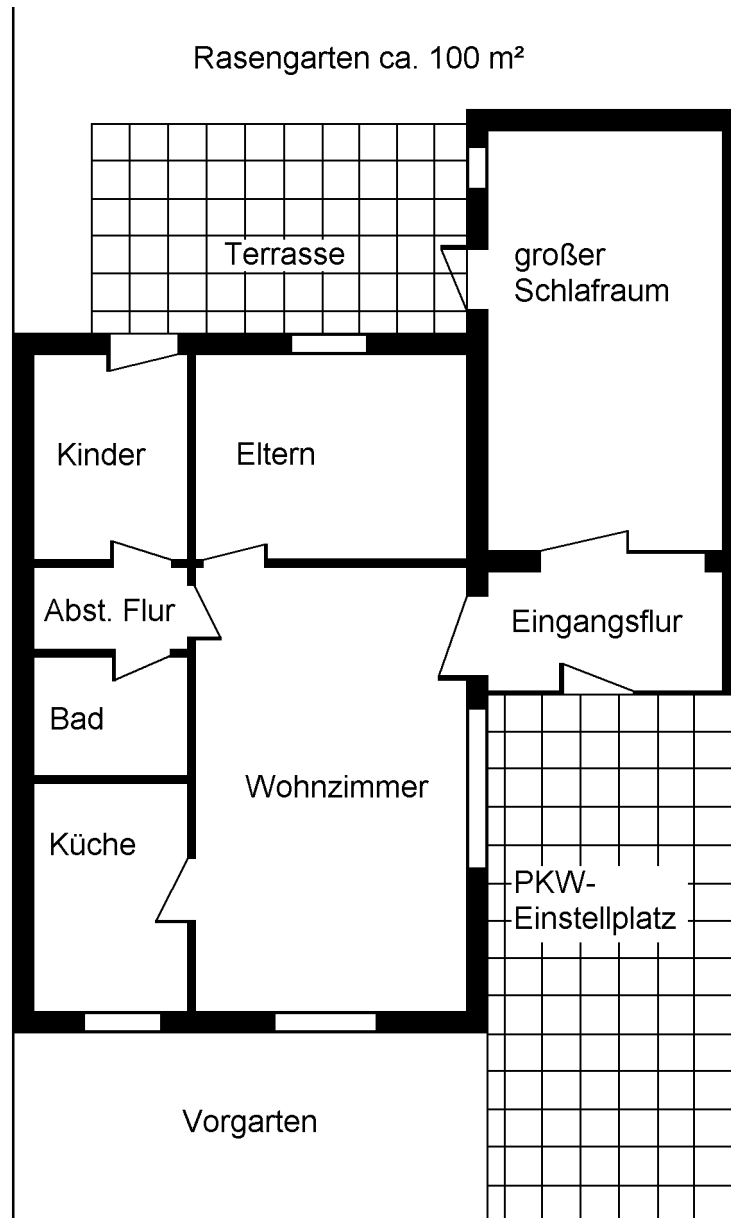 Rasengarten ca. 100 m²
Terrasse
großer
Schlafraum
Kinder
Eltern
Abst. Flur
Eingangsflur
Bad
Wohnzimmer
Küche
PKW-
Einstellplatz
Vorgarten